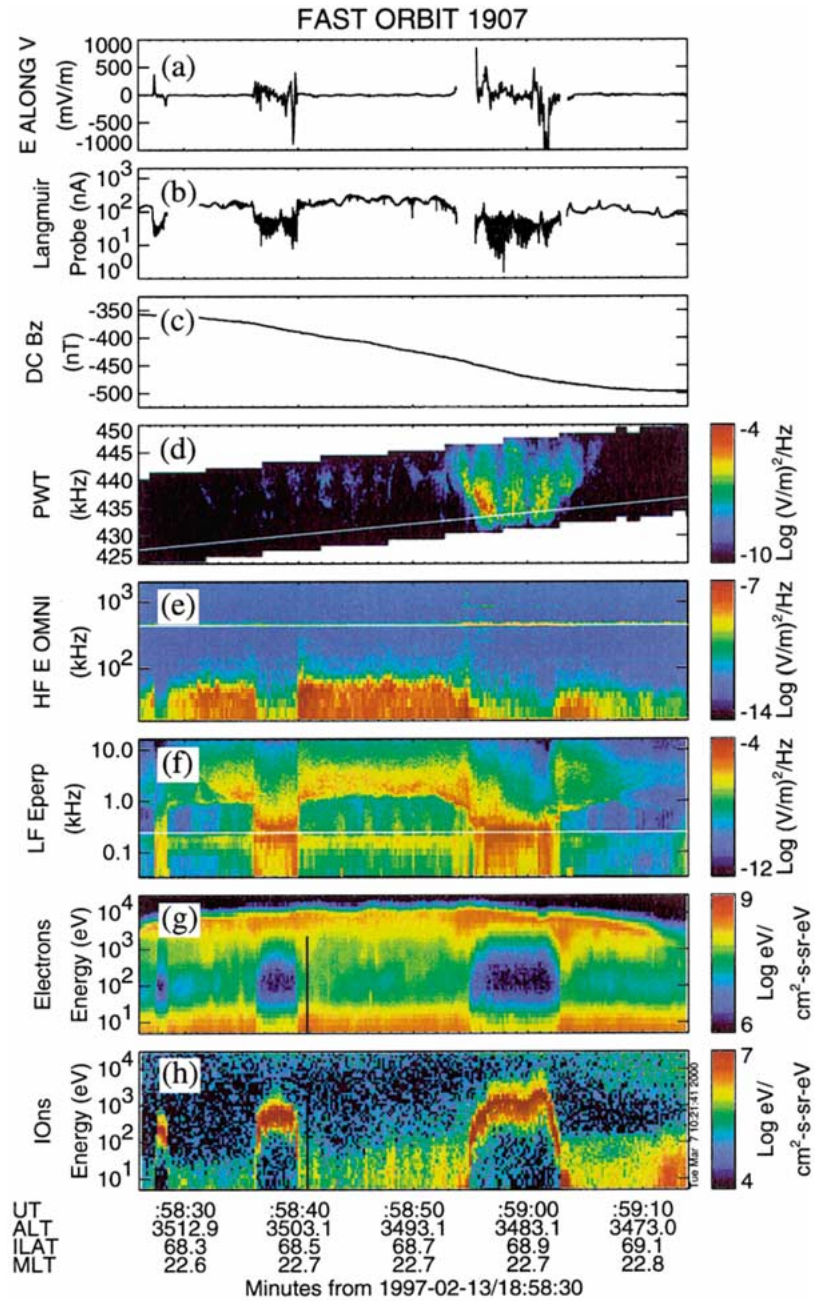 FAST ORBIT 1907
(a)
E ALONG V
(mV/m)
1000
500
0
-500
-1000
(b)
Langmuir
Probe (nA)
10³
10²
10¹
10⁰
(c)
DC Bz
(nT)
-350
-400
-450
-500
(d)
PWT
(kHz)
450
445
440
435
430
425
-4
-10
Log (V/m)²/Hz
(e)
HF E OMNI
(kHz)
10³
10²
-7
-14
Log (V/m)²/Hz
(f)
LF Eperp
(kHz)
10.0
1.0
0.1
-4
-12
Log (V/m)²/Hz
(g)
Electrons
Energy (eV)
10⁴
10³
10²
10¹
9
6
Log eV/
cm²-s-sr-eV
(h)
IOns
Energy (eV)
10⁴
10³
10²
10¹
7
4
Log eV/
cm²-s-sr-eV
Tue Mar 7 10:21:41 2000
UT :58:30 :58:40 :58:50 :59:00 :59:10
ALT 3512.9 3503.1 3493.1 3483.1 3473.0
ILAT 68.3 68.5 68.7 68.9 69.1
MLT 22.6 22.7 22.7 22.7 22.8
Minutes from 1997-02-13/18:58:30